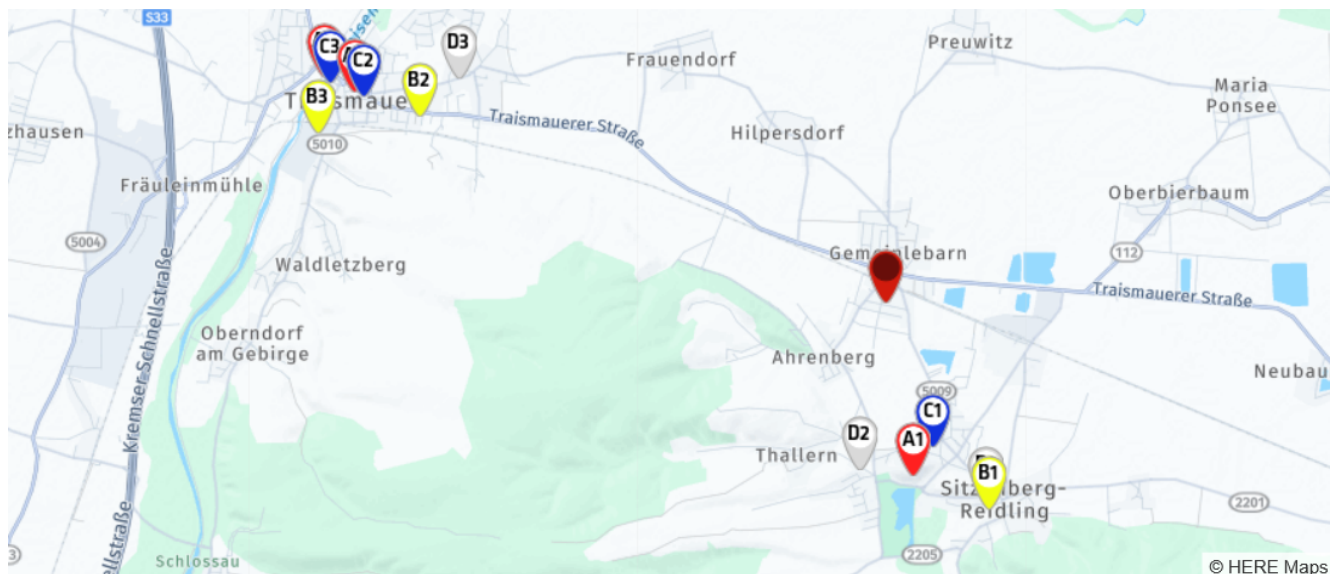 S33
C3
C2
D3
B2
B3
Frauendorf
Preuwitz
Maria
Ponsee
Traismauerer Straße
Hilpersdorf
zhausen
5010
Fräuleinmühle
Oberbierbaum
5004
112
Gemeinlebarn
Waldletzberg
Traismauerer Straße
Oberndorf
am Gebirge
Kremser Schnellstraße
Ahrenberg
Neubau
5009
C1
D2
A1
Thallern
B1
Sitzenberg-
Reidling
2201
2205
Schlossau
© HERE Maps